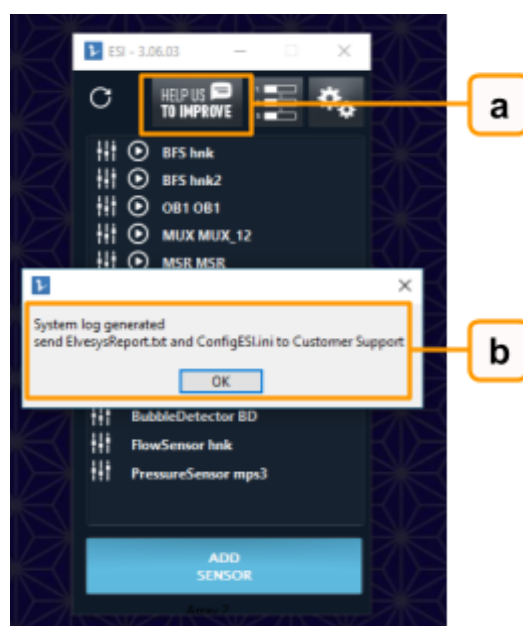 ESI - 3.06.03
HELP US
TO IMPROVE
a
BFS hnk
BFS hnk2
OB1 OB1
MUX MUX_12
MSR MSR
System log generated
send ElvesysReport.txt and ConfigESI.ini to Customer Support
b
OK
BubbleDetector BD
FlowSensor hnk
PressureSensor mps3
ADD
SENSOR